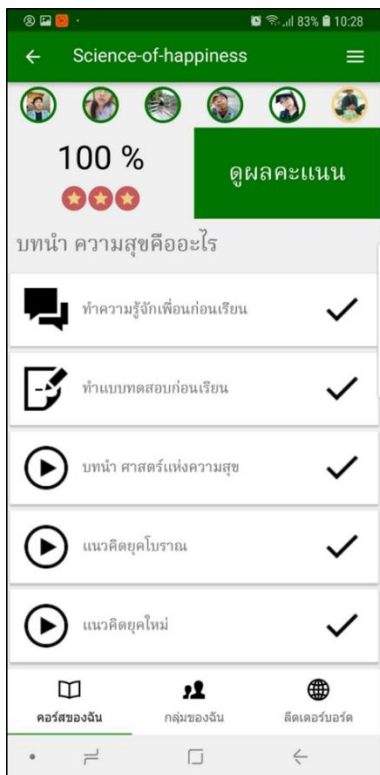 83% 10:28
Science-of-happiness
100 %
ดูผลคะแนน
บทนำ ความสุขคืออะไร
ทำความรู้จักเพื่อนก่อนเรียน
ทำแบบทดสอบก่อนเรียน
บทนำ ศาสตร์แห่งความสุข
แนวคิดยุคโบราณ
แนวคิดยุคใหม่
คอร์สของฉัน กลุ่มของฉัน ลีดเดอร์บอร์ด